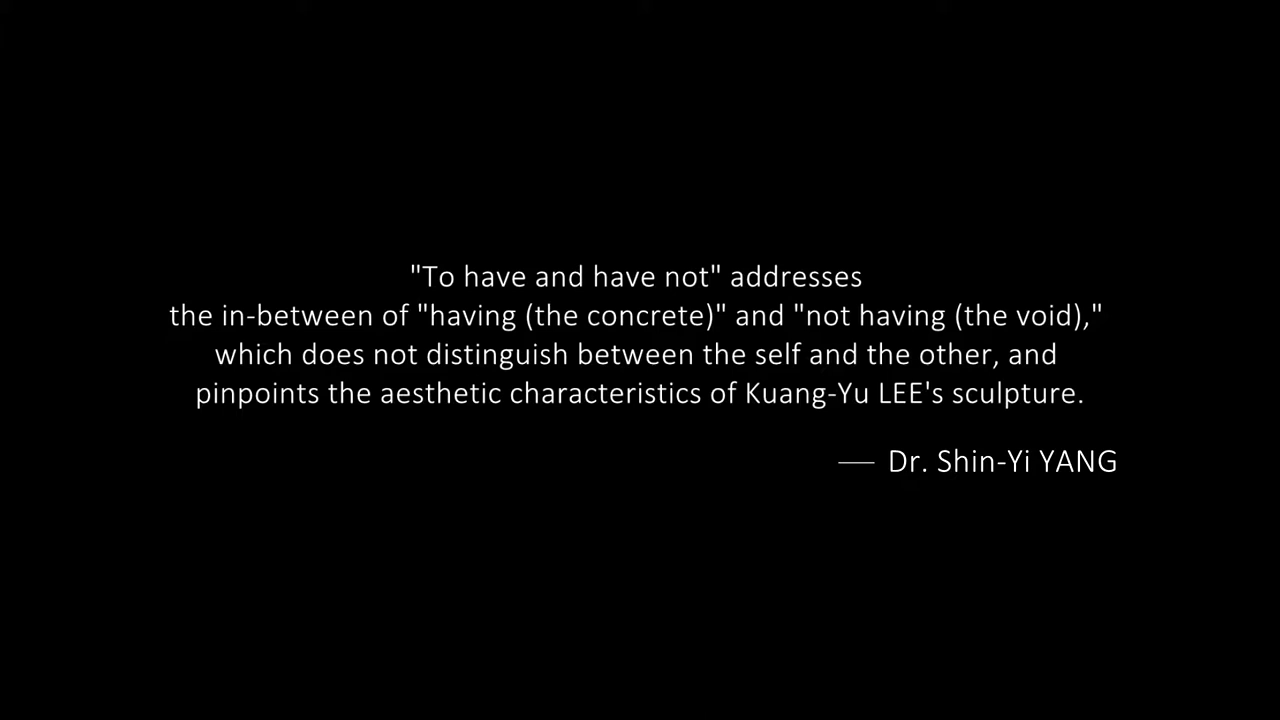 "To have and have not" addresses
the in-between of "having (the concrete)" and "not having (the void),"
which does not distinguish between the self and the other, and
pinpoints the aesthetic characteristics of Kuang-Yu LEE's sculpture.
— Dr. Shin-Yi YANG